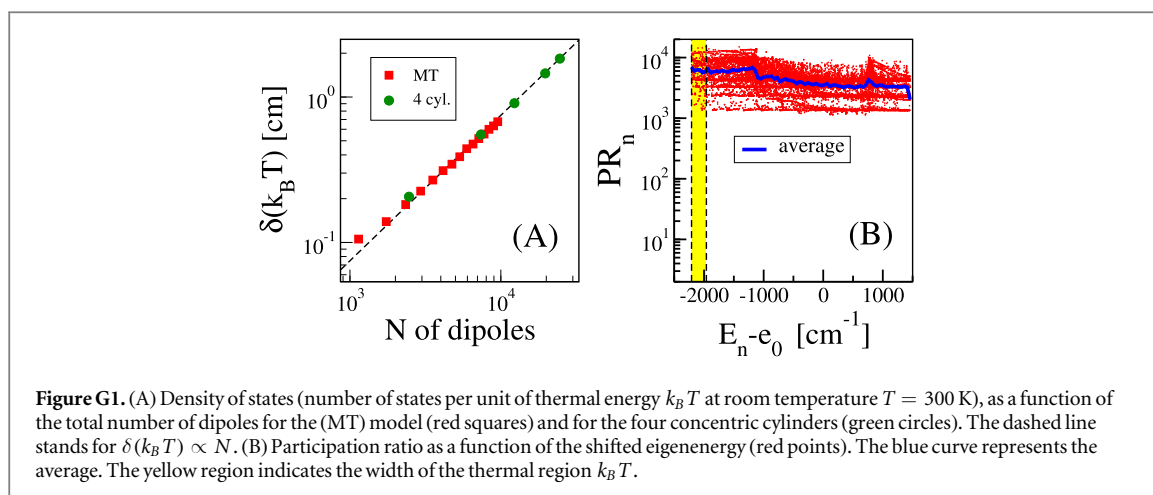 MT
4 cyl.
10^0
10^-1
δ(k_B T) [cm]
(A)
10^3
10^4
N of dipoles
10^4
10^3
10^2
10^1
PR_n
average
(B)
-2000 -1000 0 1000
E_n-e_0 [cm^-1]
Figure G1. (A) Density of states (number of states per unit of thermal energy k_B T at room temperature T = 300 K), as a function of
the total number of dipoles for the (MT) model (red squares) and for the four concentric cylinders (green circles). The dashed line
stands for δ(k_B T) ∝ N. (B) Participation ratio as a function of the shifted eigenenergy (red points). The blue curve represents the
average. The yellow region indicates the width of the thermal region k_B T.